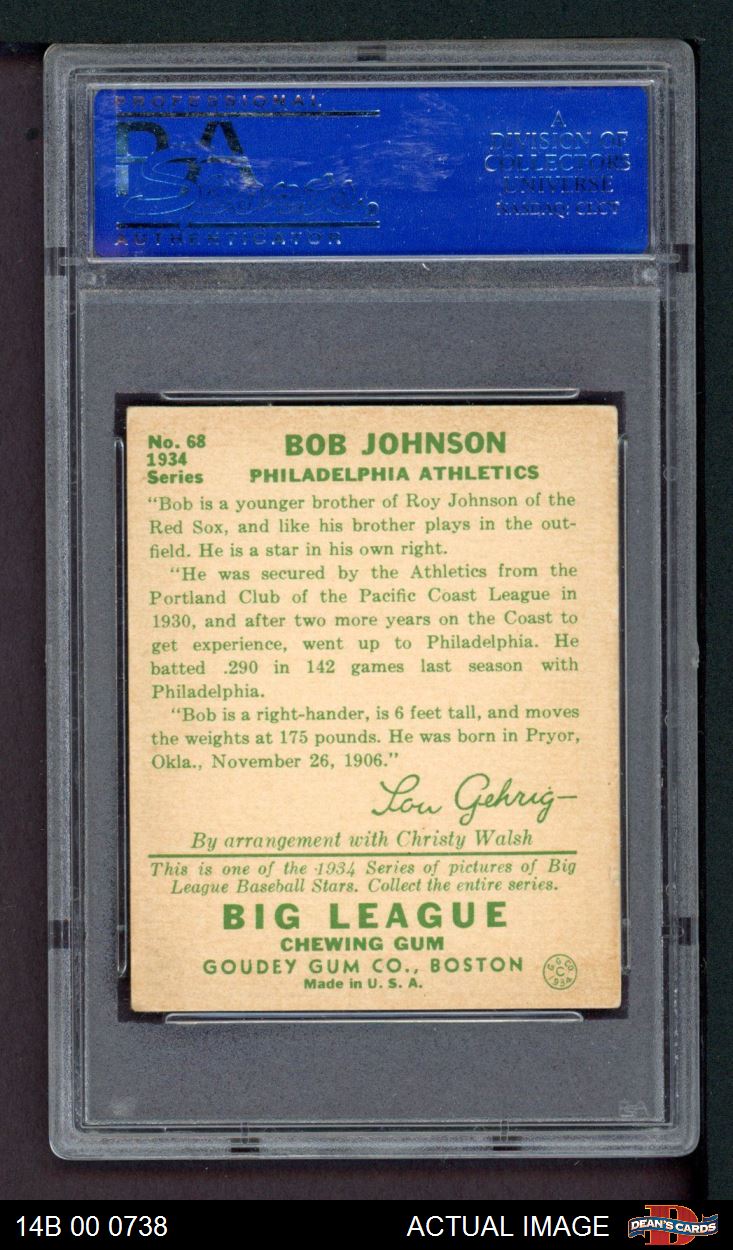 PROFESSIONAL
PSA
Sports
AUTHENTICATOR
A
DIVISION OF
COLLECTORS
UNIVERSE
NASDAQ: CLCT
No. 68
1934
Series
BOB JOHNSON
PHILADELPHIA ATHLETICS
"Bob is a younger brother of Roy Johnson of the
Red Sox, and like his brother plays in the out-
field. He is a star in his own right.
"He was secured by the Athletics from the
Portland Club of the Pacific Coast League in
1930, and after two more years on the Coast to
get experience, went up to Philadelphia. He
batted .290 in 142 games last season with
Philadelphia.
"Bob is a right-hander, is 6 feet tall, and moves
the weights at 175 pounds. He was born in Pryor,
Okla., November 26, 1906."
Lou Gehrig
By arrangement with Christy Walsh
This is one of the 1934 Series of pictures of Big
League Baseball Stars. Collect the entire series.
BIG LEAGUE
CHEWING GUM
GOUDEY GUM CO., BOSTON
Made in U. S. A.
G. G. CO.
C
1934
14B 00 0738
ACTUAL IMAGE
DEAN'S CARDS